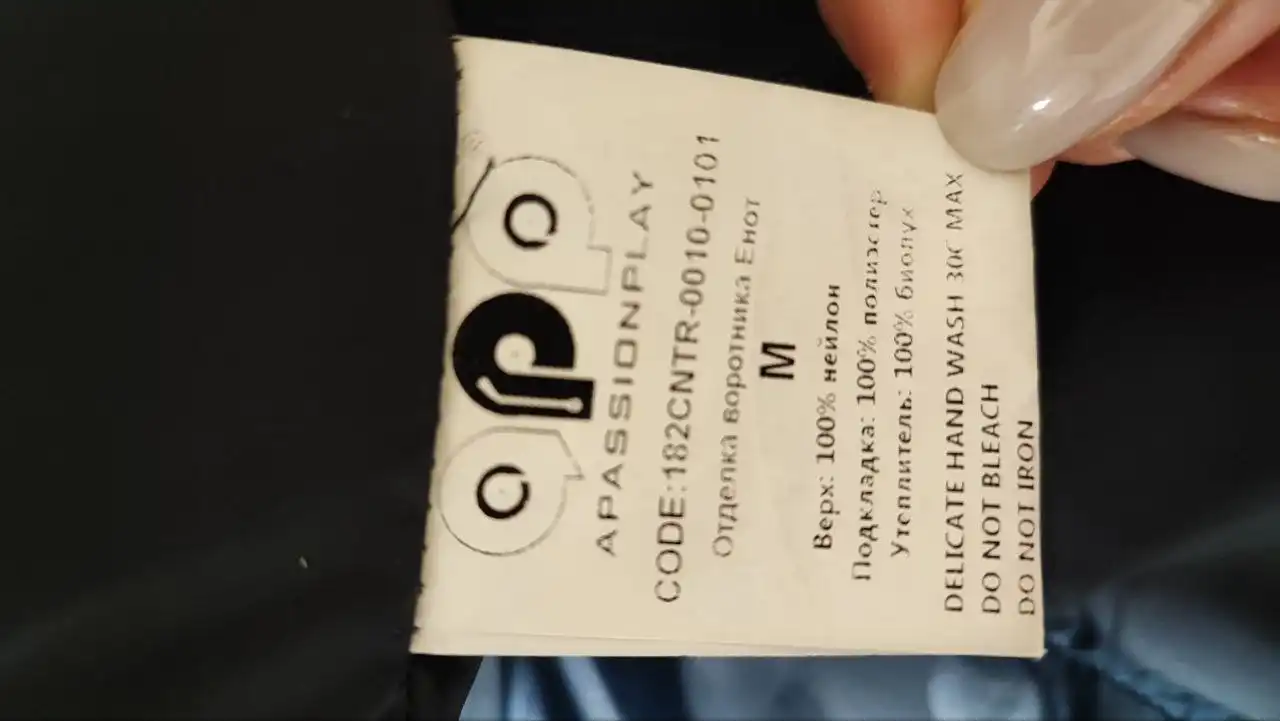 APASSIONPLAY
CODE:182CNTR-0010-0101
Отделка воротника Енот
M
Верх: 100% нейлон
Подкладка: 100% полиэстер
Утеплитель: 100% биопух
DELICATE HAND WASH 30C MAX
DO NOT BLEACH
DO NOT IRON